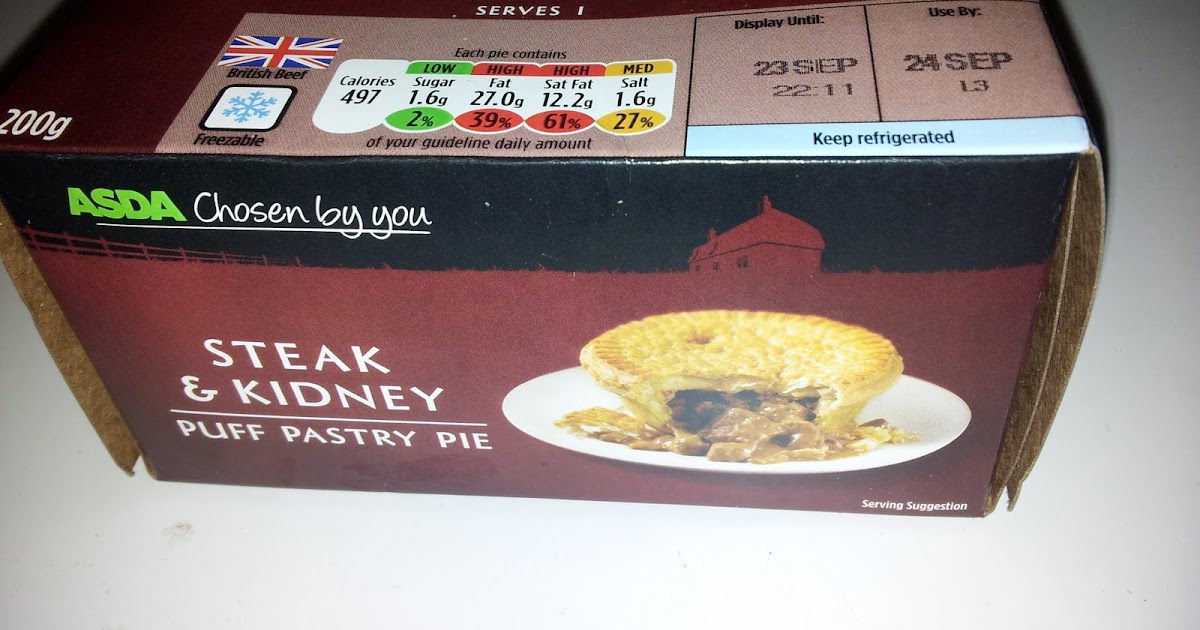 SERVES 1
200g
British Beef
Freezable
Each pie contains
LOW HIGH HIGH MED
Calories Sugar Fat Sat Fat Salt
497 1.6g 27.0g 12.2g 1.6g
2% 39% 61% 27%
of your guideline daily amount
Display Until:
23 SEP
22:11
Use By:
24 SEP
L3
Keep refrigerated
ASDA Chosen by you
STEAK
& KIDNEY
PUFF PASTRY PIE
Serving Suggestion